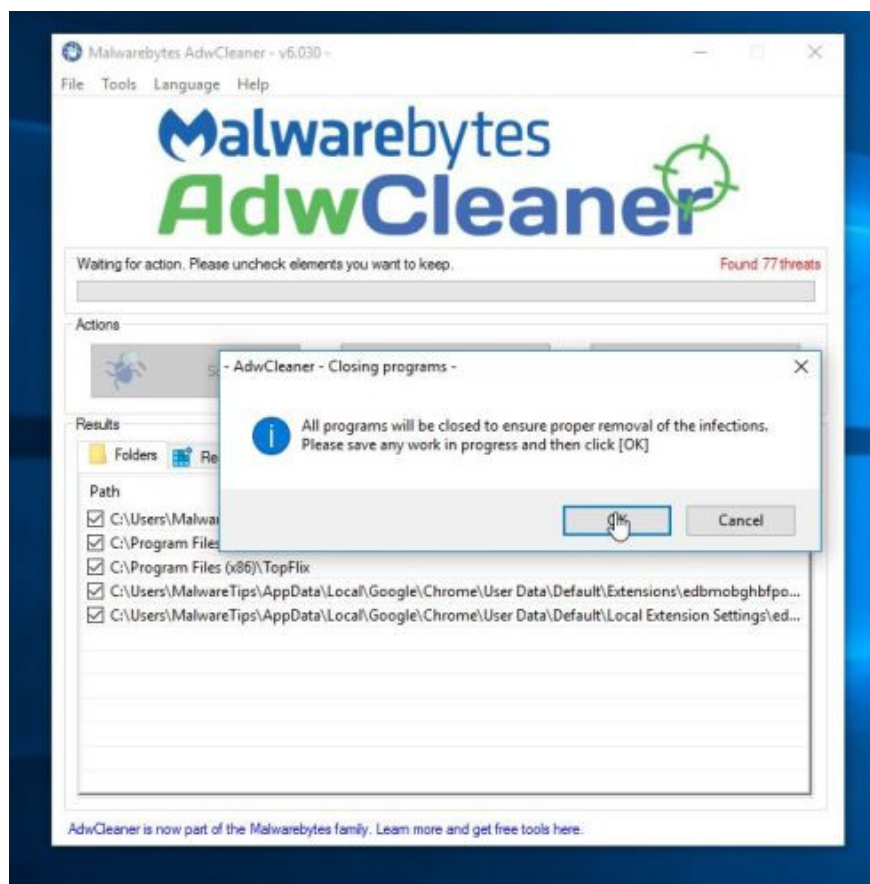 Malwarebytes AdwCleaner - v6.030 -
File Tools Language Help
Malwarebytes
AdwCleaner
Waiting for action. Please uncheck elements you want to keep. Found 77 threats
Actions
- AdwCleaner - Closing programs -
All programs will be closed to ensure proper removal of the infections.
Please save any work in progress and then click [OK]
Cancel
Results
Folders
Path
C:\Users\Malwar
C:\Program Files
C:\Program Files (x86)\TopFlix
C:\Users\MalwareTips\AppData\Local\Google\Chrome\User Data\Default\Extensions\edbmobghbfpo...
C:\Users\MalwareTips\AppData\Local\Google\Chrome\User Data\Default\Local Extension Settings\ed...
AdwCleaner is now part of the Malwarebytes family. Learn more and get free tools here.